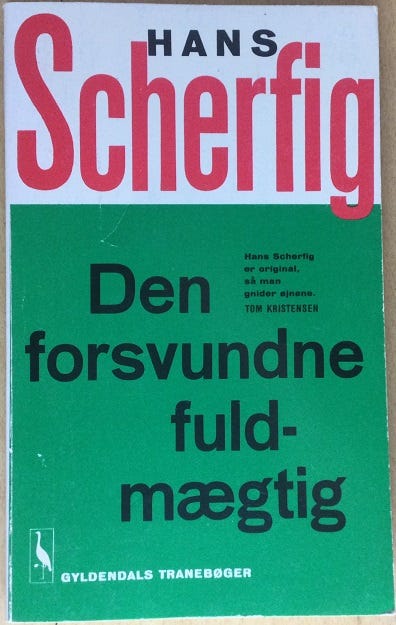 HANS
Scherfig
Hans Scherfig
er original,
så man
gnider øjnene.
TOM KRISTENSEN
Den
forsvundne
fuld-
mægtig
GYLDENDALS TRANEBØGER